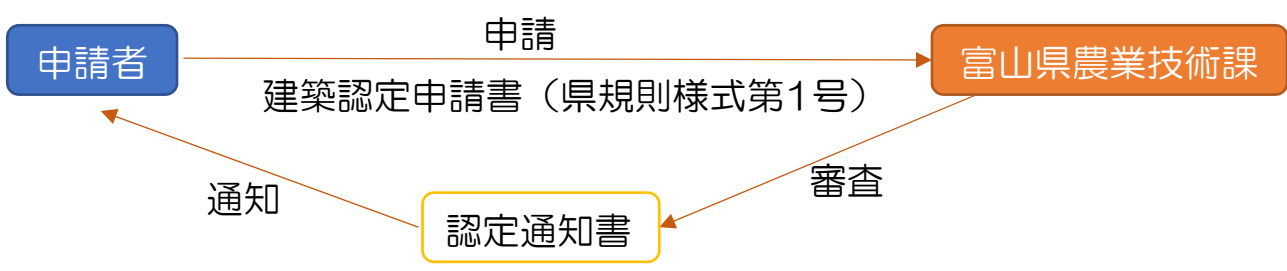 申請
申請者
富山県農業技術課
建築認定申請書（県規則様式第1号）
審査
通知
認定通知書